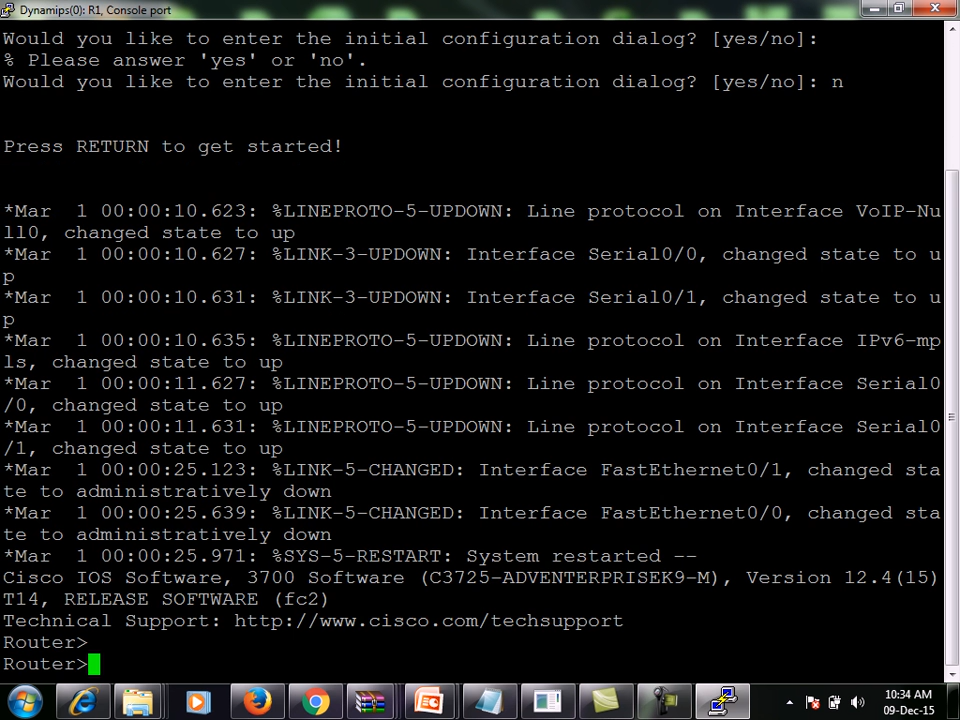 Dynamips(0): R1, Console port
Would you like to enter the initial configuration dialog? [yes/no]:
% Please answer 'yes' or 'no'.
Would you like to enter the initial configuration dialog? [yes/no]: n
Press RETURN to get started!
*Mar  1 00:00:10.623: %LINEPROTO-5-UPDOWN: Line protocol on Interface VoIP-Nu
ll0, changed state to up
*Mar  1 00:00:10.627: %LINK-3-UPDOWN: Interface Serial0/0, changed state to u
p
*Mar  1 00:00:10.631: %LINK-3-UPDOWN: Interface Serial0/1, changed state to u
p
*Mar  1 00:00:10.635: %LINEPROTO-5-UPDOWN: Line protocol on Interface IPv6-mp
ls, changed state to up
*Mar  1 00:00:11.627: %LINEPROTO-5-UPDOWN: Line protocol on Interface Serial0
/0, changed state to up
*Mar  1 00:00:11.631: %LINEPROTO-5-UPDOWN: Line protocol on Interface Serial0
/1, changed state to up
*Mar  1 00:00:25.123: %LINK-5-CHANGED: Interface FastEthernet0/1, changed sta
te to administratively down
*Mar  1 00:00:25.639: %LINK-5-CHANGED: Interface FastEthernet0/0, changed sta
te to administratively down
*Mar  1 00:00:25.971: %SYS-5-RESTART: System restarted --
Cisco IOS Software, 3700 Software (C3725-ADVENTERPRISEK9-M), Version 12.4(15)
T14, RELEASE SOFTWARE (fc2)
Technical Support: http://www.cisco.com/techsupport
Router>
Router>
10:34 AM
09-Dec-15